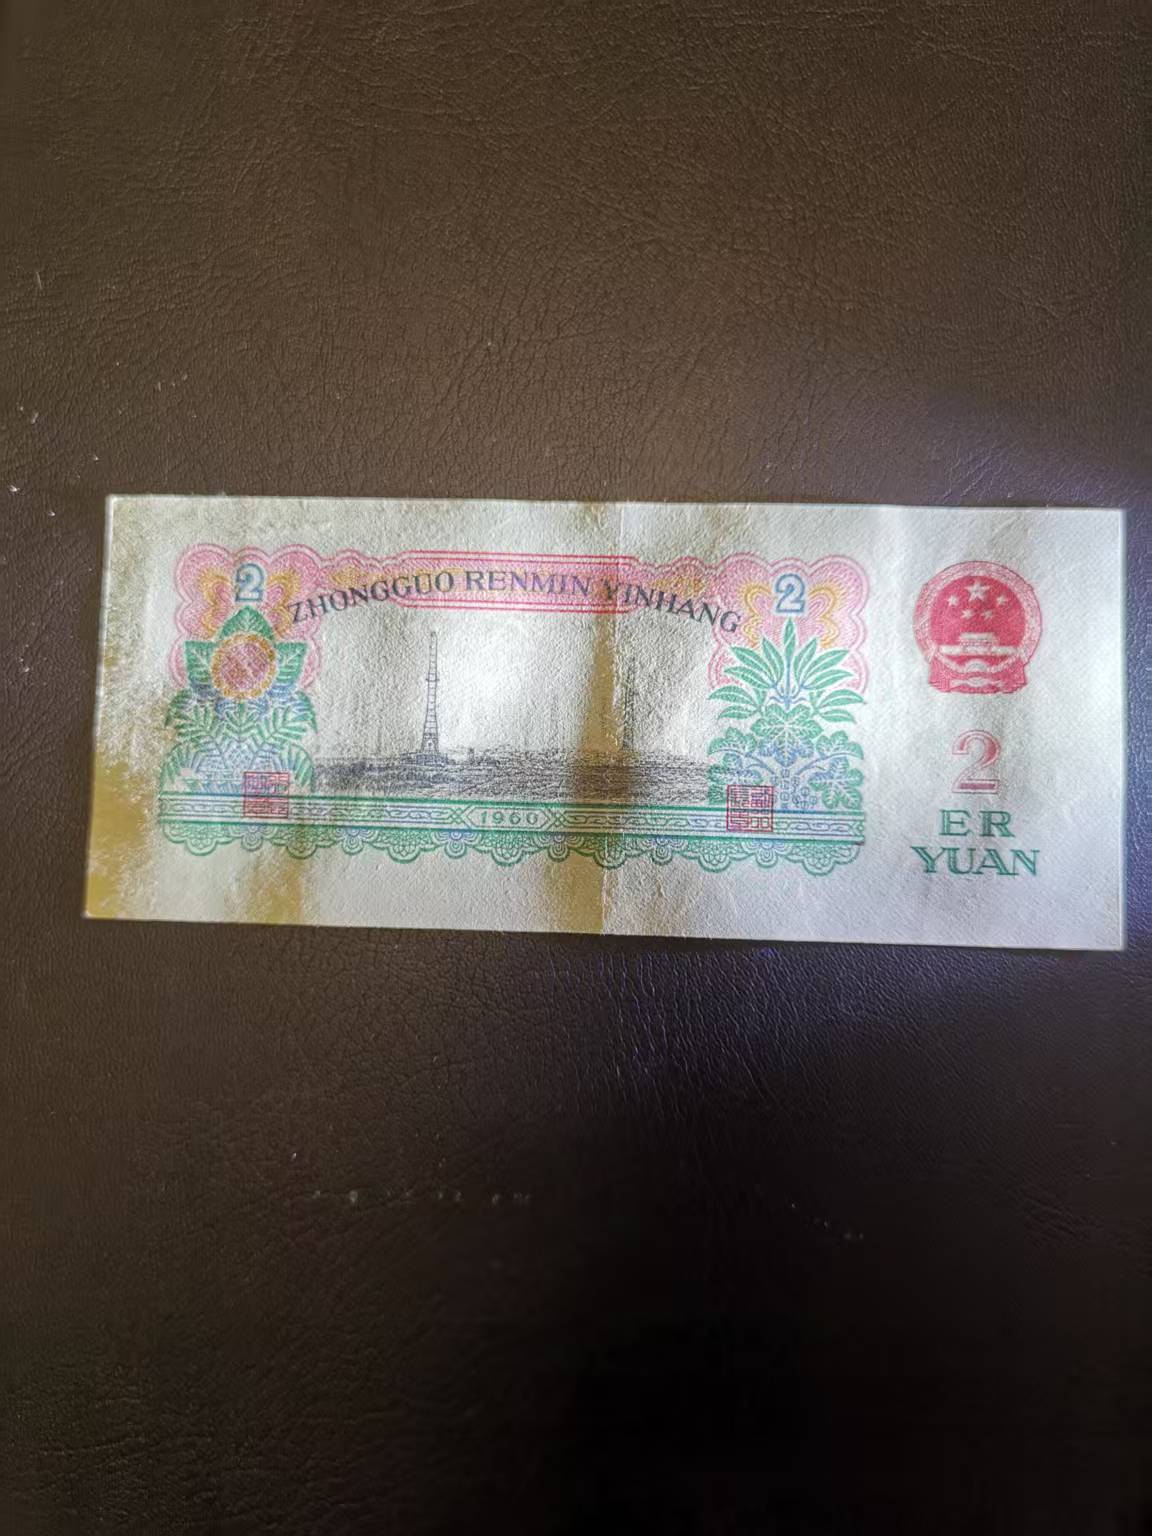 2
ZHONGGUO RENMIN YINHANG
2
1960
2
ER
YUAN